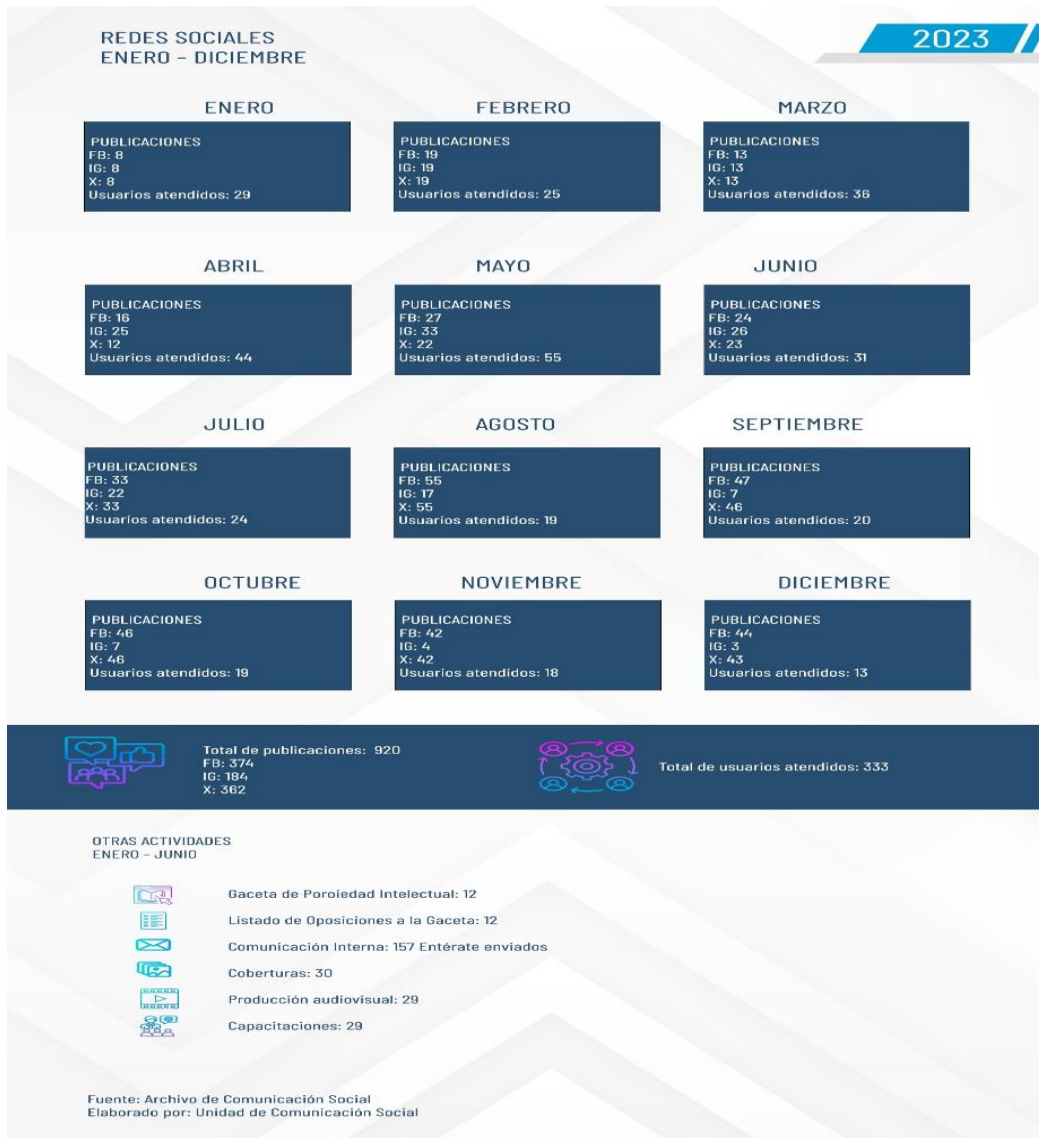 REDES SOCIALES
ENERO – DICIEMBRE
2023
ENERO
PUBLICACIONES
FB: 8
IG: 8
X: 8
Usuarios atendidos: 29
FEBRERO
PUBLICACIONES
FB: 19
IG: 19
X: 19
Usuarios atendidos: 25
MARZO
PUBLICACIONES
FB: 13
IG: 13
X: 13
Usuarios atendidos: 36
ABRIL
PUBLICACIONES
FB: 16
IG: 25
X: 12
Usuarios atendidos: 44
MAYO
PUBLICACIONES
FB: 27
IG: 33
X: 22
Usuarios atendidos: 55
JUNIO
PUBLICACIONES
FB: 24
IG: 26
X: 23
Usuarios atendidos: 31
JULIO
PUBLICACIONES
FB: 33
IG: 22
X: 33
Usuarios atendidos: 24
AGOSTO
PUBLICACIONES
FB: 55
IG: 17
X: 55
Usuarios atendidos: 19
SEPTIEMBRE
PUBLICACIONES
FB: 47
IG: 7
X: 46
Usuarios atendidos: 20
OCTUBRE
PUBLICACIONES
FB: 46
IG: 7
X: 46
Usuarios atendidos: 19
NOVIEMBRE
PUBLICACIONES
FB: 42
IG: 4
X: 42
Usuarios atendidos: 18
DICIEMBRE
PUBLICACIONES
FB: 44
IG: 3
X: 43
Usuarios atendidos: 13
Total de publicaciones: 920
FB: 374
IG: 184
X: 362
Total de usuarios atendidos: 333
OTRAS ACTIVIDADES
ENERO – JUNIO
Gaceta de Poroiedad Intelectual: 12
Listado de Oposiciones a la Gaceta: 12
Comunicación Interna: 157 Entérate enviados
Coberturas: 30
Producción audiovisual: 29
Capacitaciones: 29
Fuente: Archivo de Comunicación Social
Elaborado por: Unidad de Comunicación Social